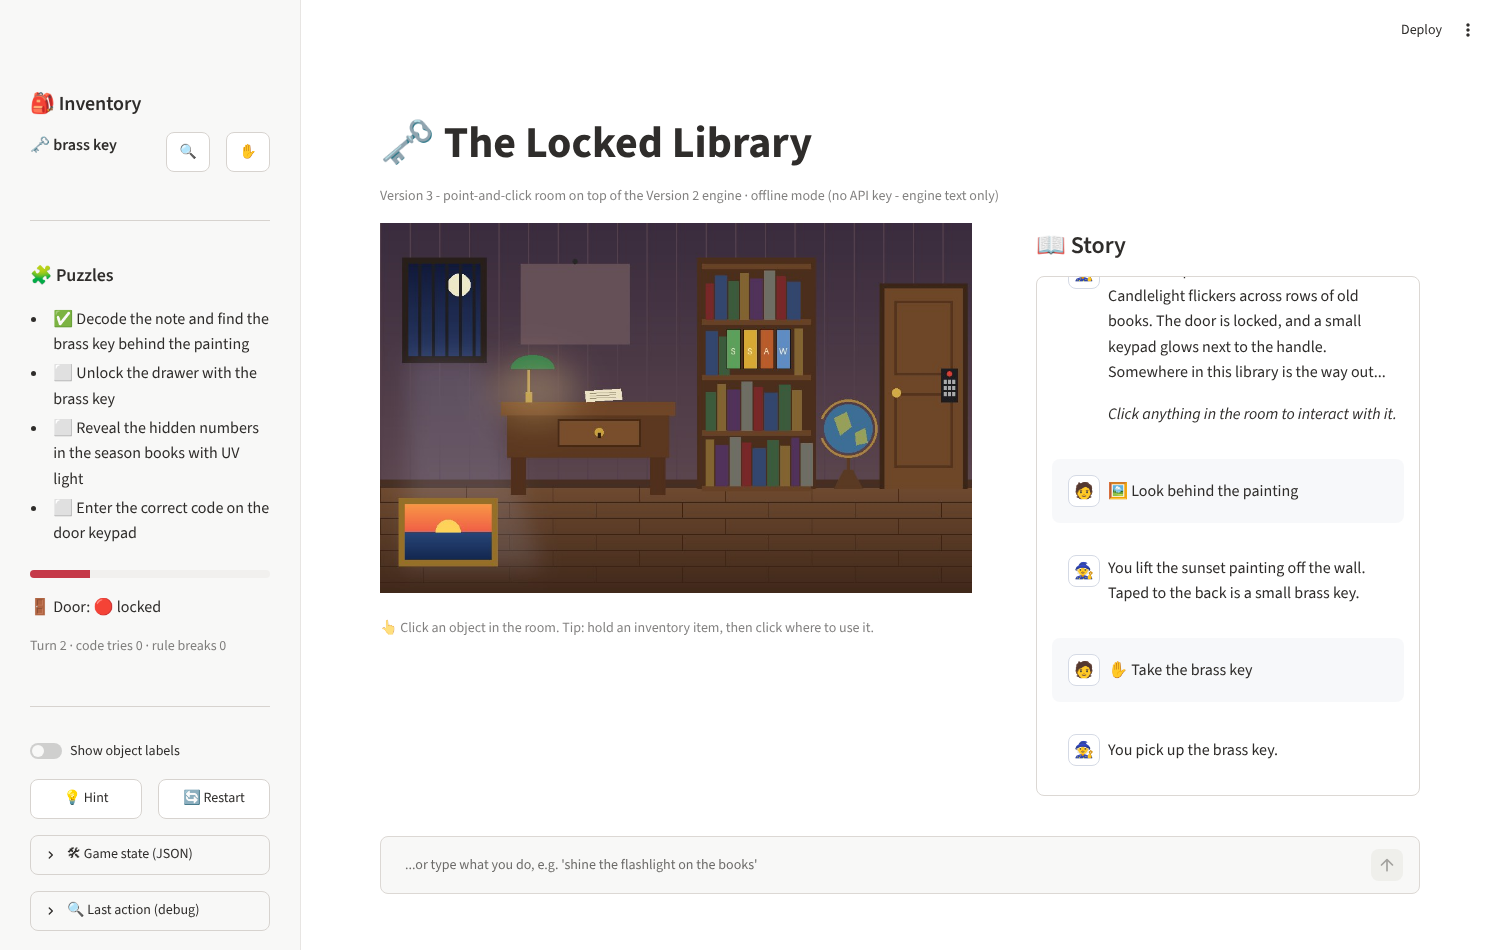 Deploy
Inventory
brass key
Puzzles
Decode the note and find the
brass key behind the painting
Unlock the drawer with the
brass key
Reveal the hidden numbers
in the season books with UV
light
Enter the correct code on the
door keypad
Door: locked
Turn 2 · code tries 0 · rule breaks 0
Show object labels
Hint
Restart
Game state (JSON)
Last action (debug)
The Locked Library
Version 3 - point-and-click room on top of the Version 2 engine · offline mode (no API key - engine text only)
S S A W
Click an object in the room. Tip: hold an inventory item, then click where to use it.
Story
Candlelight flickers across rows of old
books. The door is locked, and a small
keypad glows next to the handle.
Somewhere in this library is the way out...
Click anything in the room to interact with it.
Look behind the painting
You lift the sunset painting off the wall.
Taped to the back is a small brass key.
Take the brass key
You pick up the brass key.
...or type what you do, e.g. 'shine the flashlight on the books'